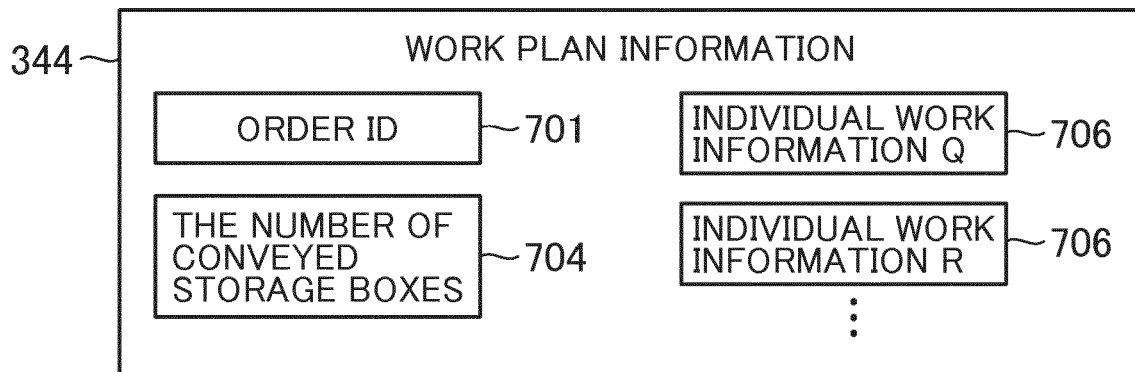 344
WORK PLAN INFORMATION
ORDER ID
701
THE NUMBER OF
CONVEYED
STORAGE BOXES
704
INDIVIDUAL WORK
INFORMATION Q
706
INDIVIDUAL WORK
INFORMATION R
706